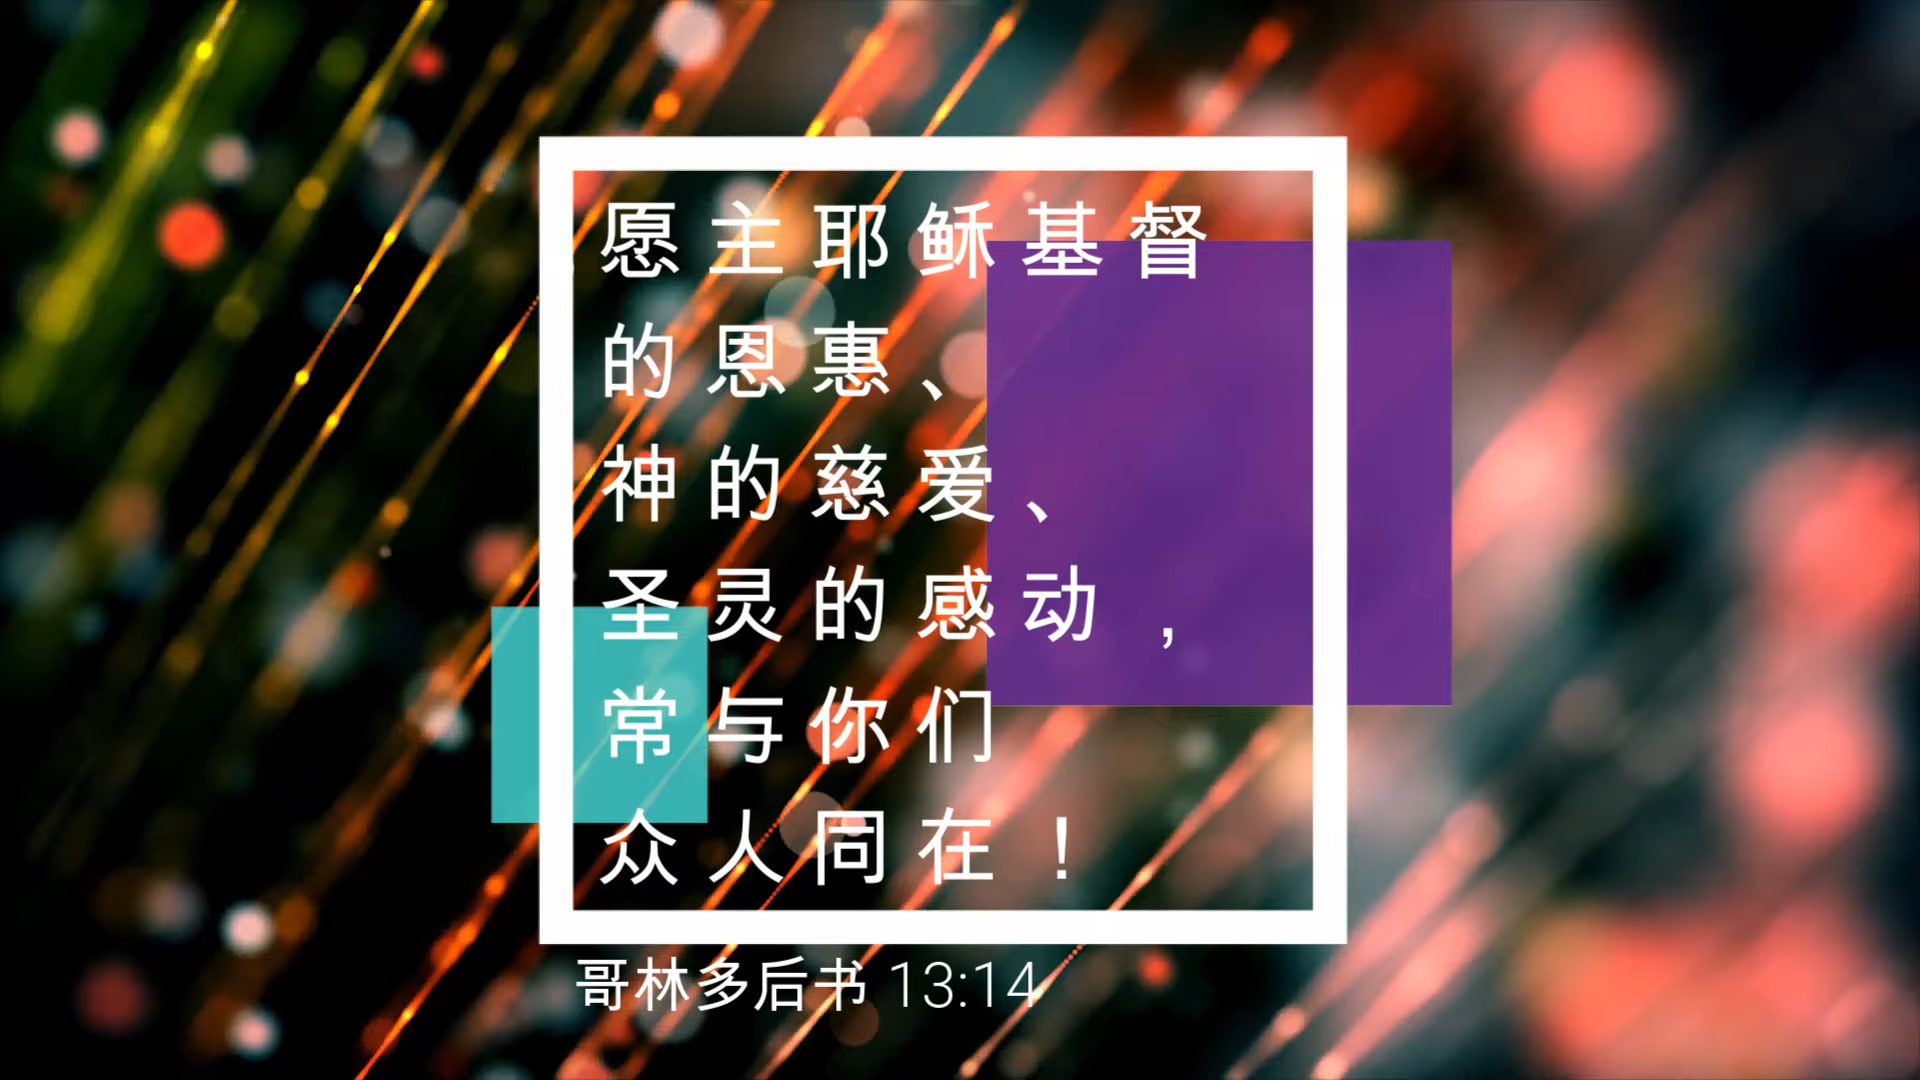 愿主耶稣基督
的恩惠、
神的慈爱、
圣灵的感动，
常与你们
众人同在！
哥林多后书 13:14